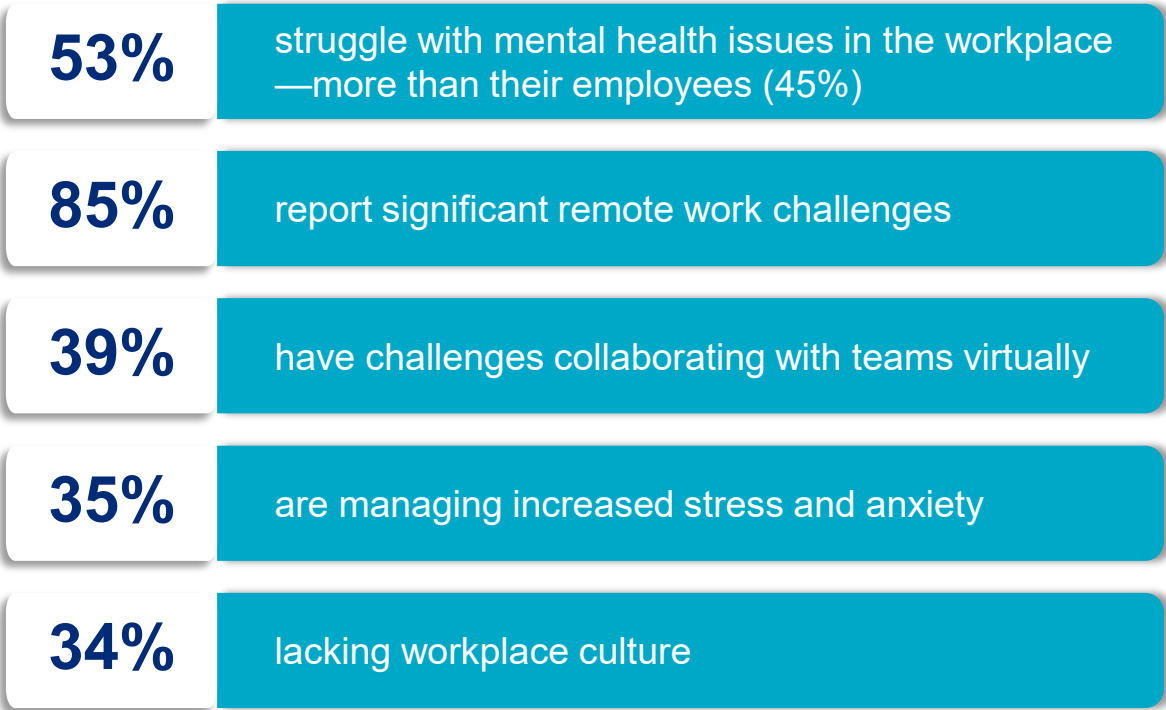 53%
struggle with mental health issues in the workplace
—more than their employees (45%)
85%
report significant remote work challenges
39%
have challenges collaborating with teams virtually
35%
are managing increased stress and anxiety
34%
lacking workplace culture